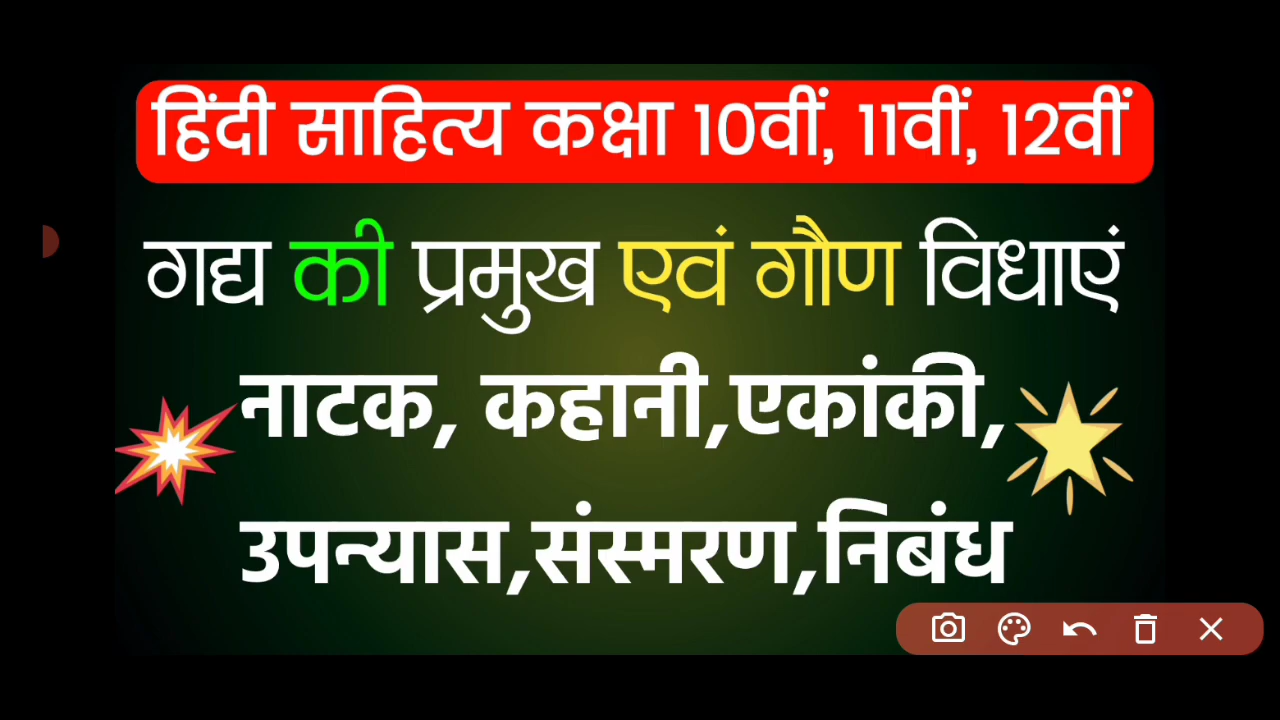 हिंदी साहित्य कक्षा 10वीं, 11वीं, 12वीं
गद्य की प्रमुख एवं गौण विधाएं
नाटक, कहानी,एकांकी,
उपन्यास,संस्मरण,निबंध